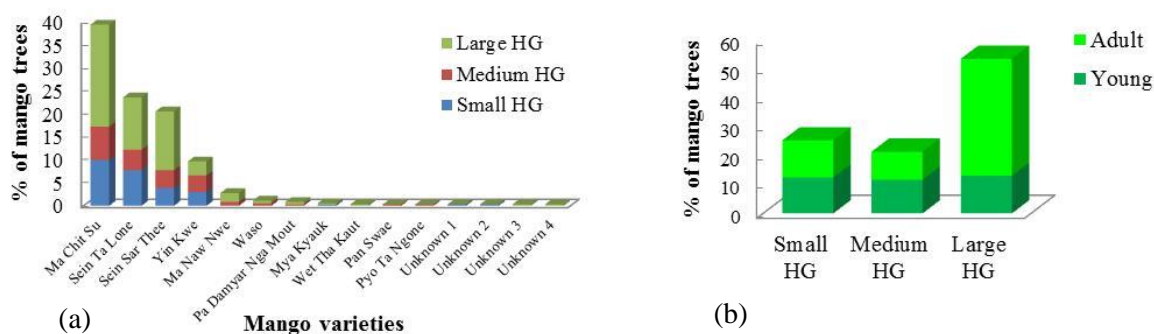 % of mango trees
40
35
30
25
20
15
10
5
0
Large HG
Medium HG
Small HG
Ma Chit Su
Sein Ta Lone
Sein Sar Thee
Yin Kwe
Ma Naw Nwe
Waso
Pa Damyar Nga Mout
Mya Kyauk
Wet Tha Kaut
Pan Swae
Pyo Ta Ngone
Unknown 1
Unknown 2
Unknown 3
Unknown 4
(a)
Mango varieties
% of mango trees
60
50
40
30
20
10
0
Adult
Young
Small
HG
Medium
HG
Large
HG
(b)